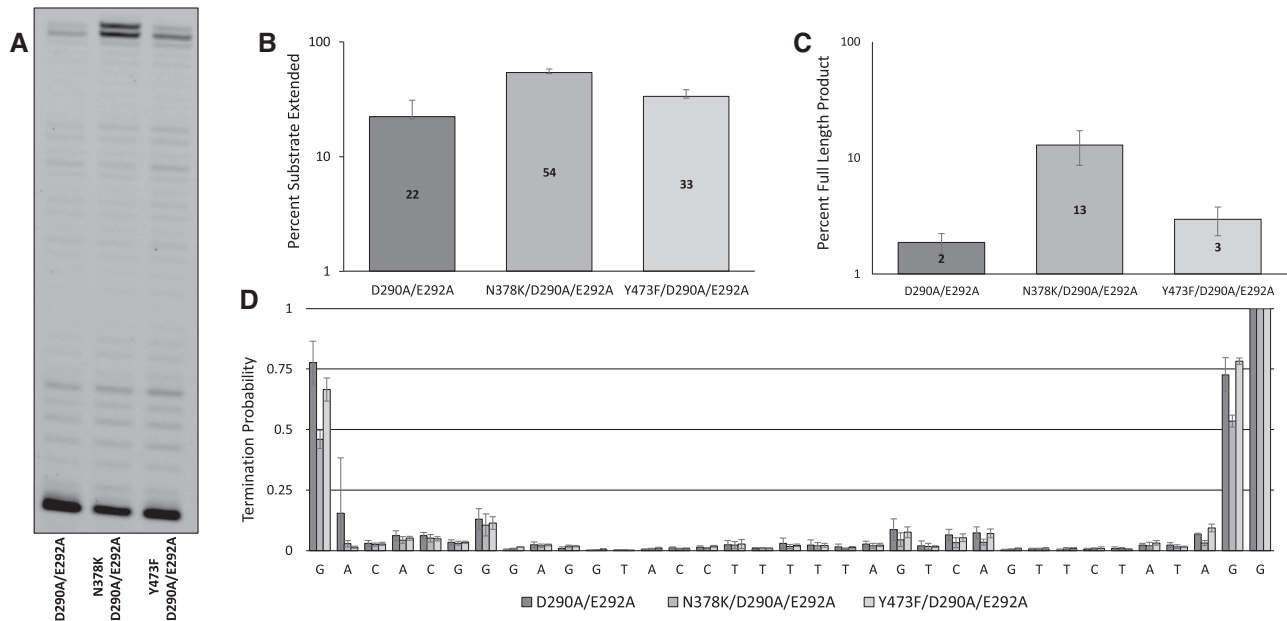 A
D290A/E292A
N378K
D290A/E292A
Y473F
D290A/E292A
B
Percent Substrate Extended
100
10
1
22
54
33
D290A/E292A
N378K/D290A/E292A
Y473F/D290A/E292A
C
Percent Full Length Product
100
10
1
2
13
3
D290A/E292A
N378K/D290A/E292A
Y473F/D290A/E292A
D
Termination Probability
1
0.75
0.5
0.25
0
G A C A C G G G A G G T A C C T T T T T A G T C A G T T C T A T A G G
D290A/E292A
N378K/D290A/E292A
Y473F/D290A/E292A